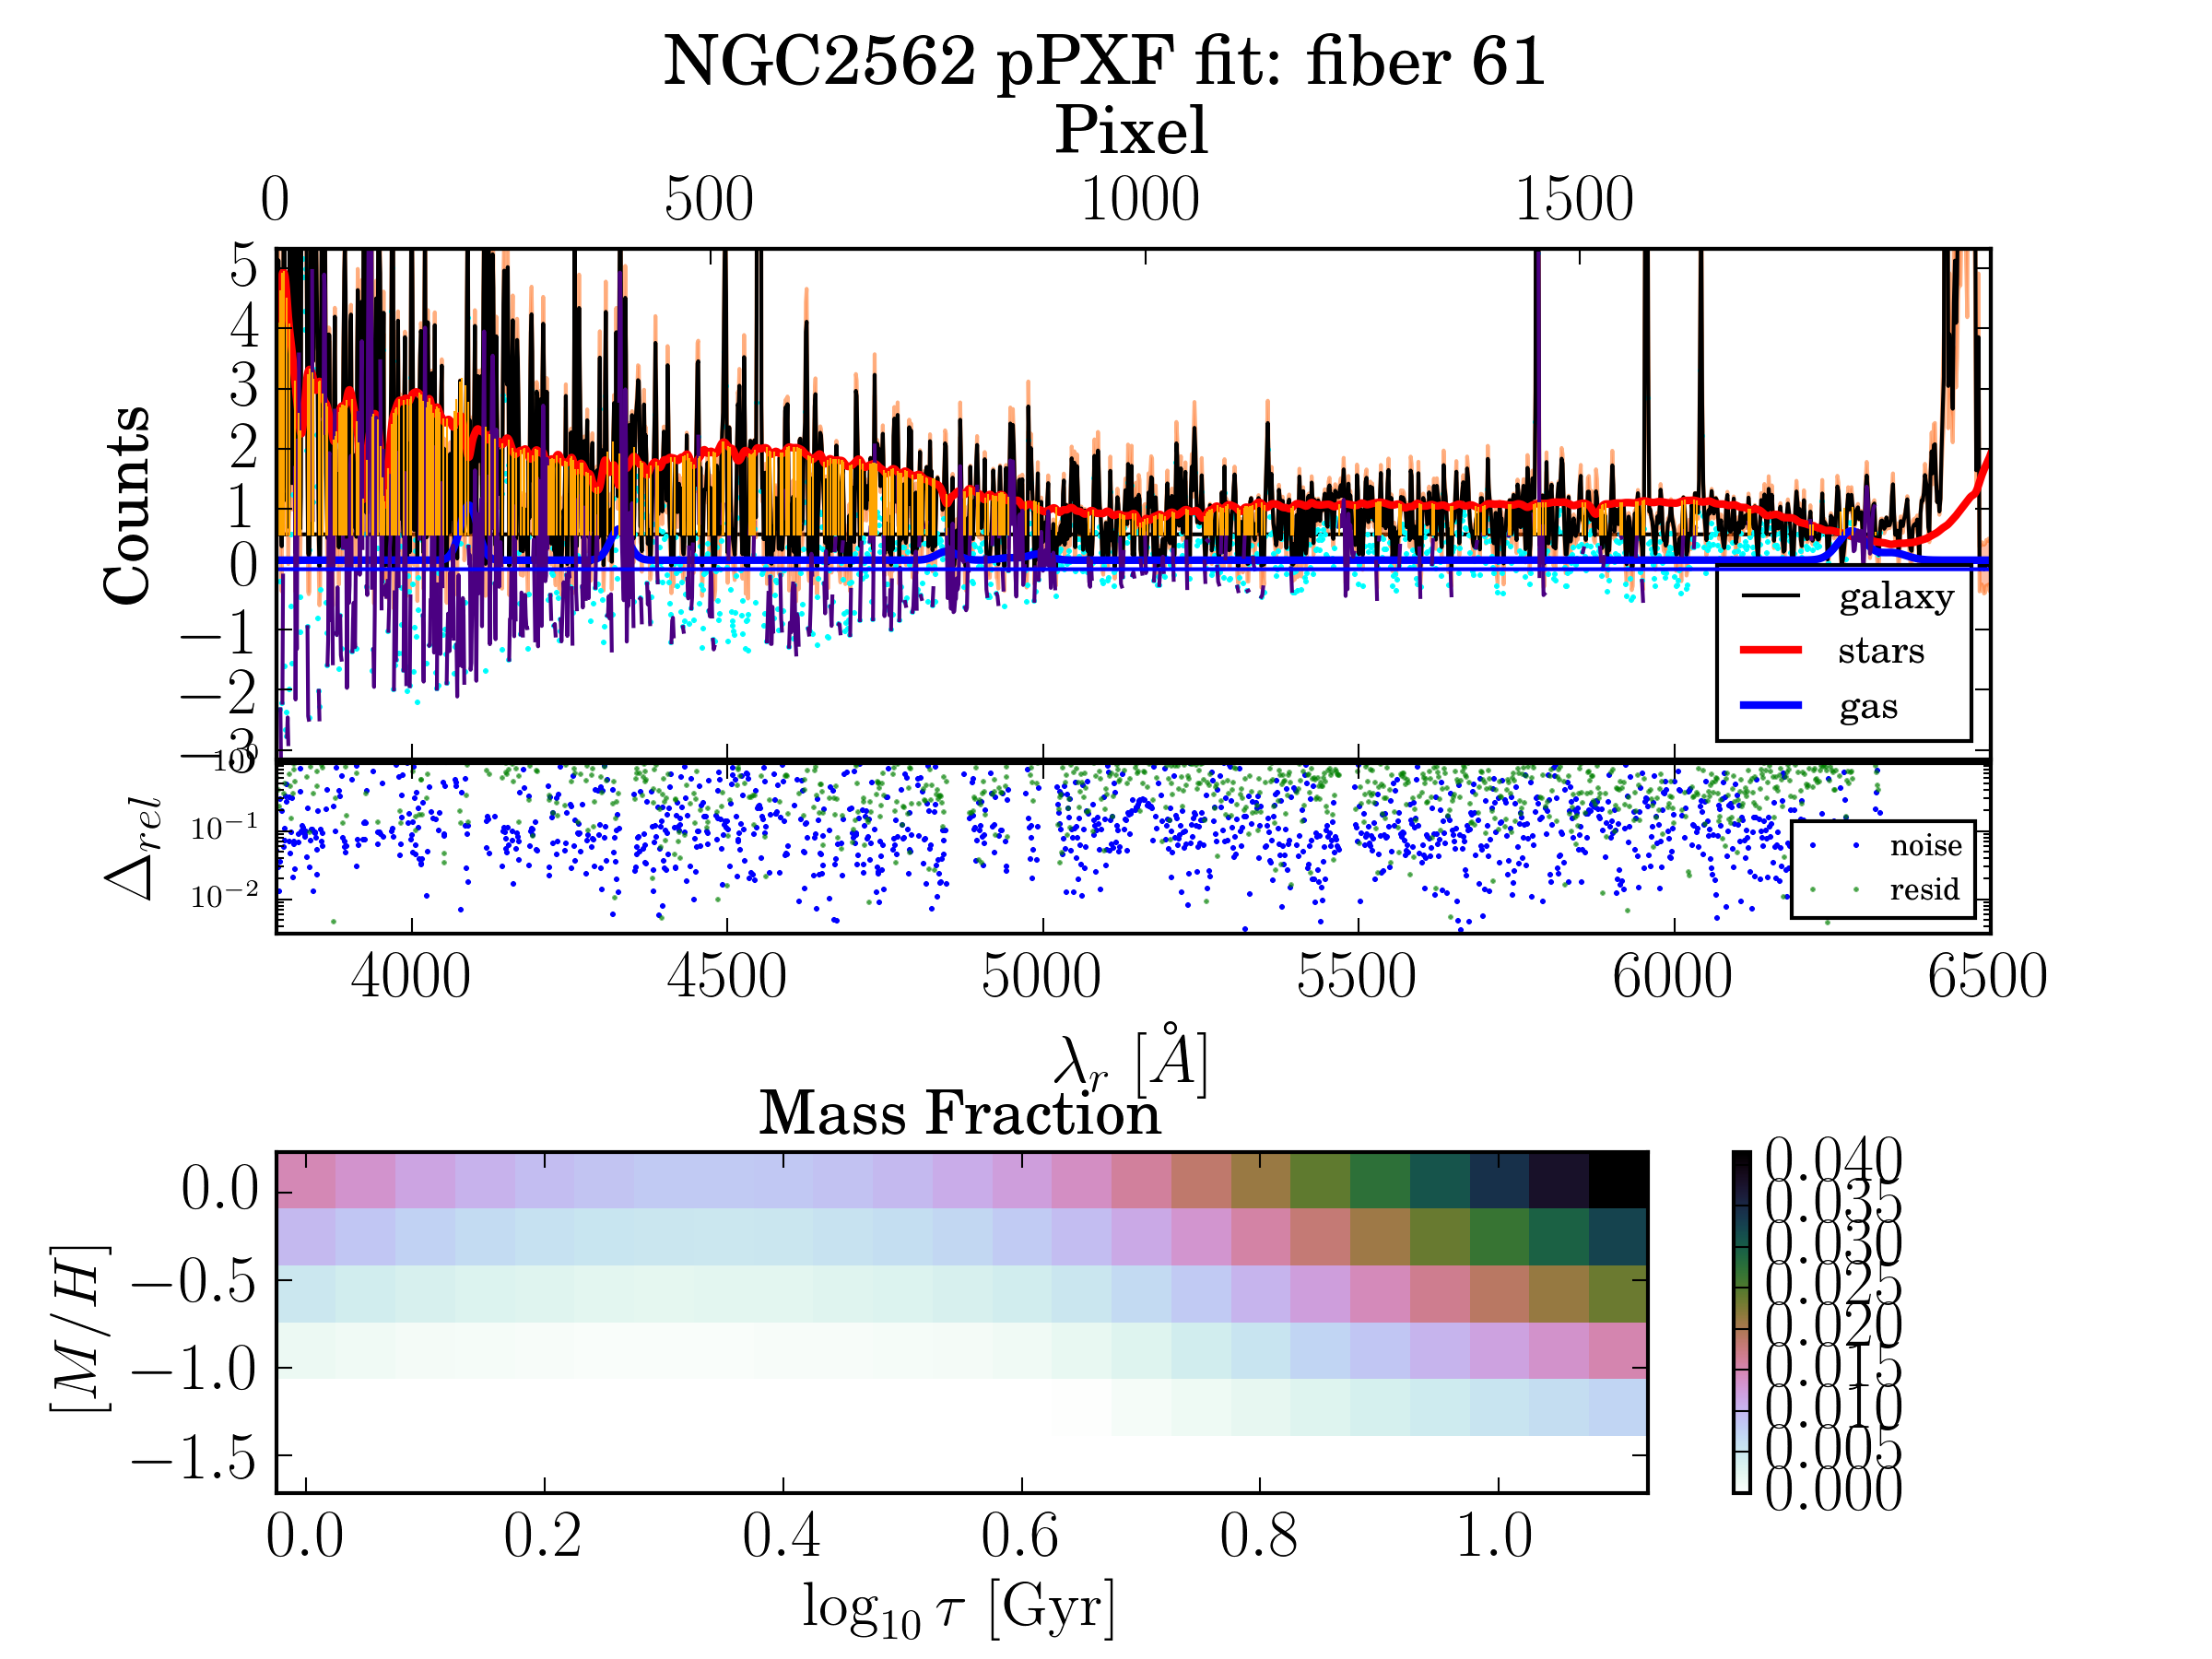 NGC2562 pPXF fit: fiber 61
Pixel
0 500 1000 1500
5
4
3
2
1
0
−1
−2
−3
Counts
galaxy
stars
gas
10⁰
10⁻¹
10⁻²
Δrel
noise
resid
4000 4500 5000 5500 6000 6500
λr [Å]
Mass Fraction
0.0
−0.5
−1.0
−1.5
[M/H]
0.040
0.035
0.030
0.025
0.020
0.015
0.010
0.005
0.000
0.0 0.2 0.4 0.6 0.8 1.0
log₁₀ τ [Gyr]